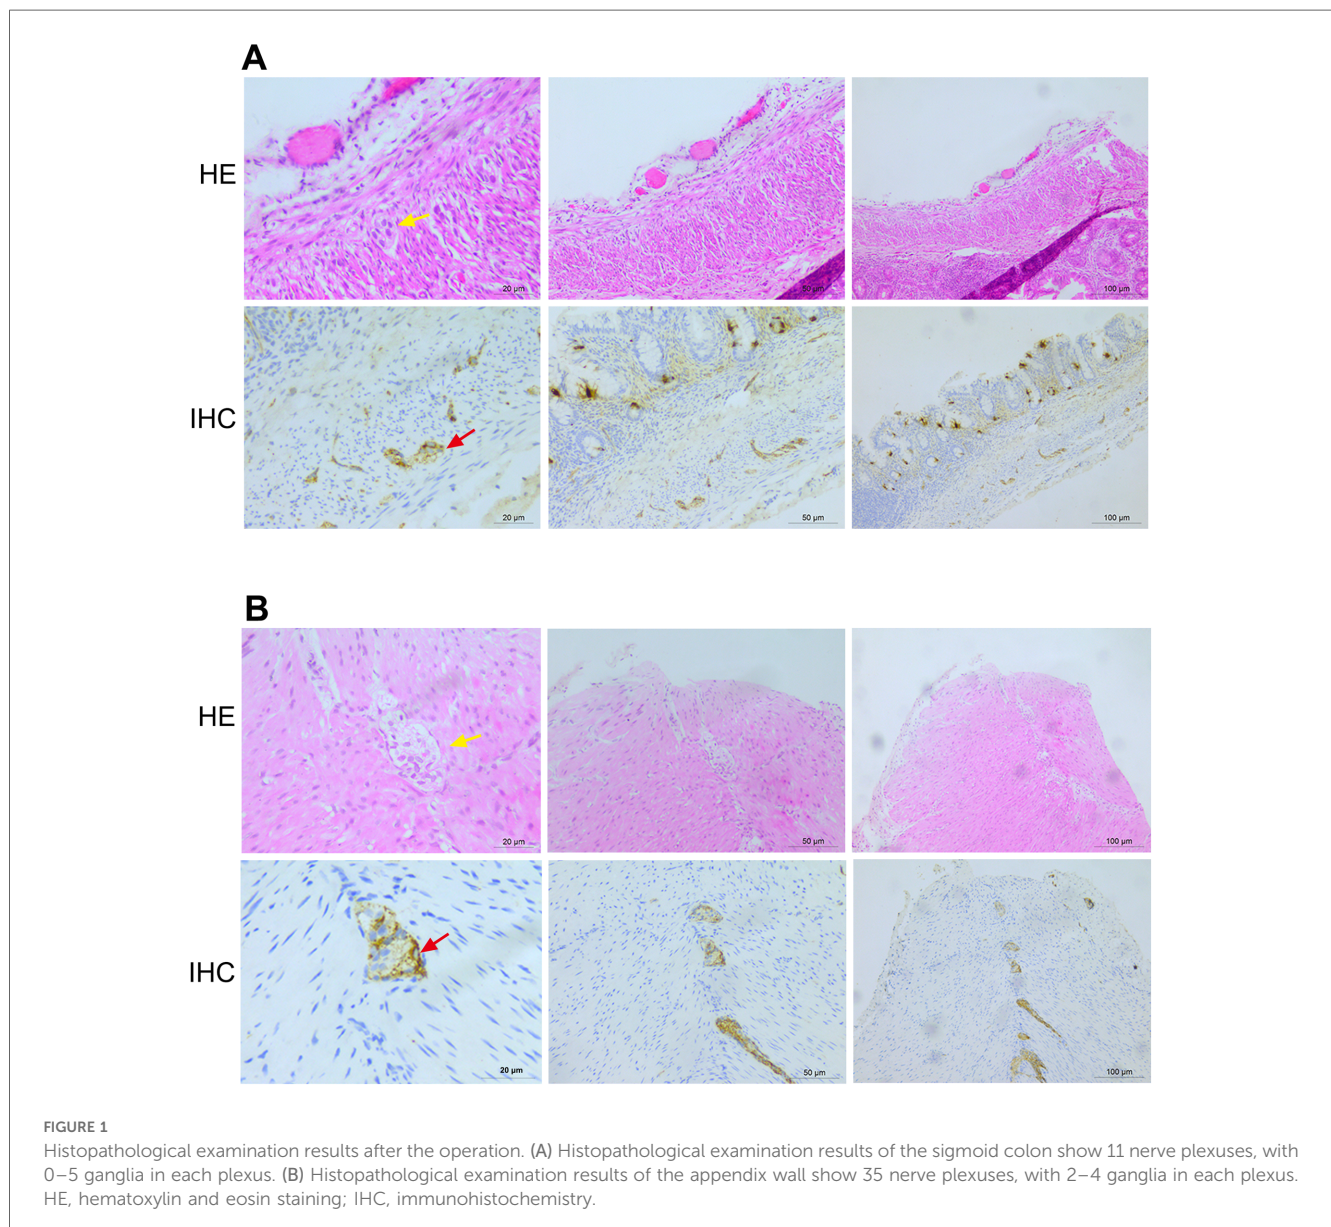 A
HE
20 µm
50 µm
100 µm
IHC
20 µm
50 µm
100 µm
B
HE
20 µm
50 µm
100 µm
IHC
20 µm
50 µm
100 µm
FIGURE 1
Histopathological examination results after the operation. (A) Histopathological examination results of the sigmoid colon show 11 nerve plexuses, with
0–5 ganglia in each plexus. (B) Histopathological examination results of the appendix wall show 35 nerve plexuses, with 2–4 ganglia in each plexus.
HE, hematoxylin and eosin staining; IHC, immunohistochemistry.